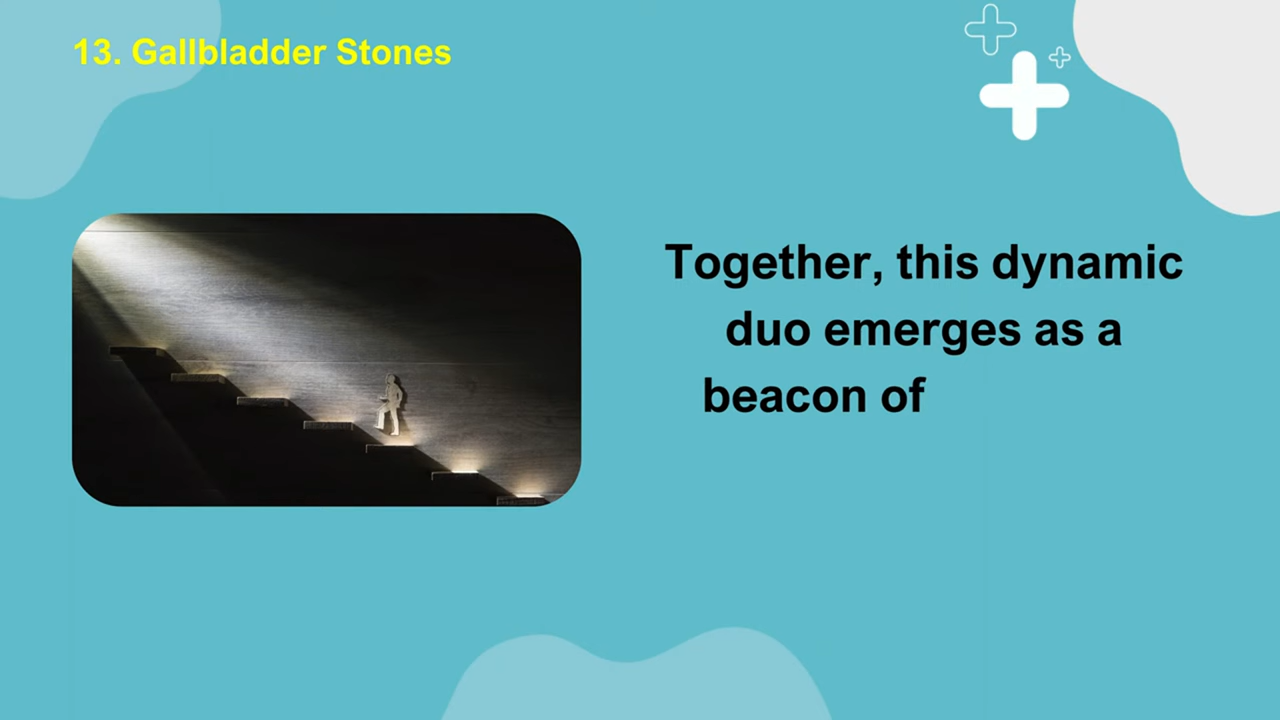 13. Gallbladder Stones
Together, this dynamic
duo emerges as a
beacon of